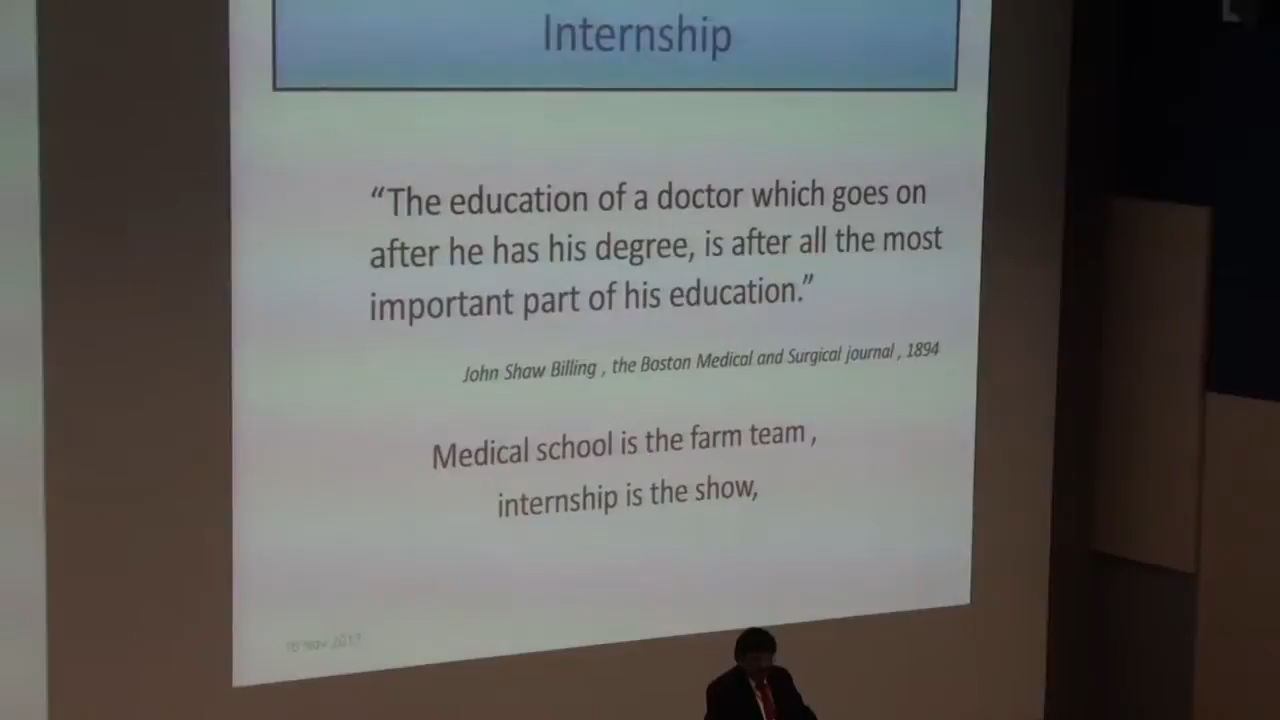 Internship
“The education of a doctor which goes on
after he has his degree, is after all the most
important part of his education.”
John Shaw Billing , the Boston Medical and Surgical journal , 1894
Medical school is the farm team ,
internship is the show,
Nov 2017